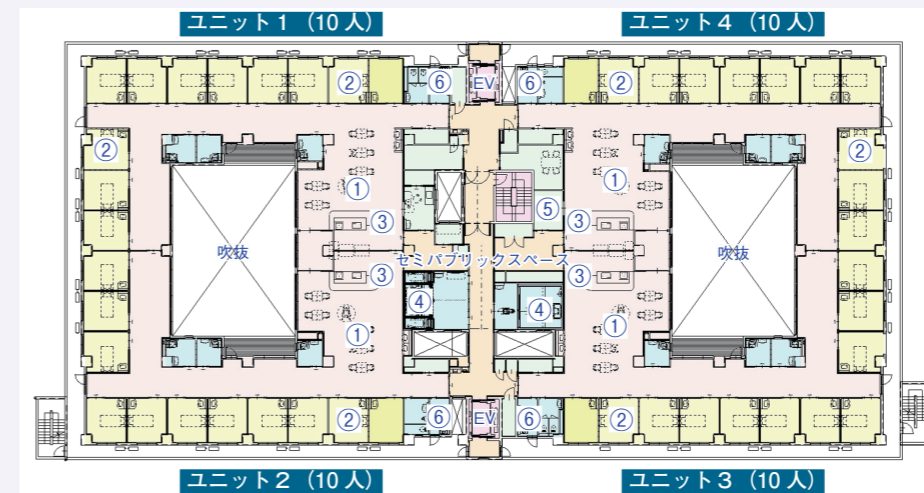 ユニット1 (10人)
ユニット4 (10人)
② ⑥ EV ⑥ ②
② ① ① ②
③ ⑤ ③
吹抜 セミパブリックスペース 吹抜
③ ③
④ ④
① ①
② ⑥ EV ⑥ ②
ユニット2 (10人)
ユニット3 (10人)